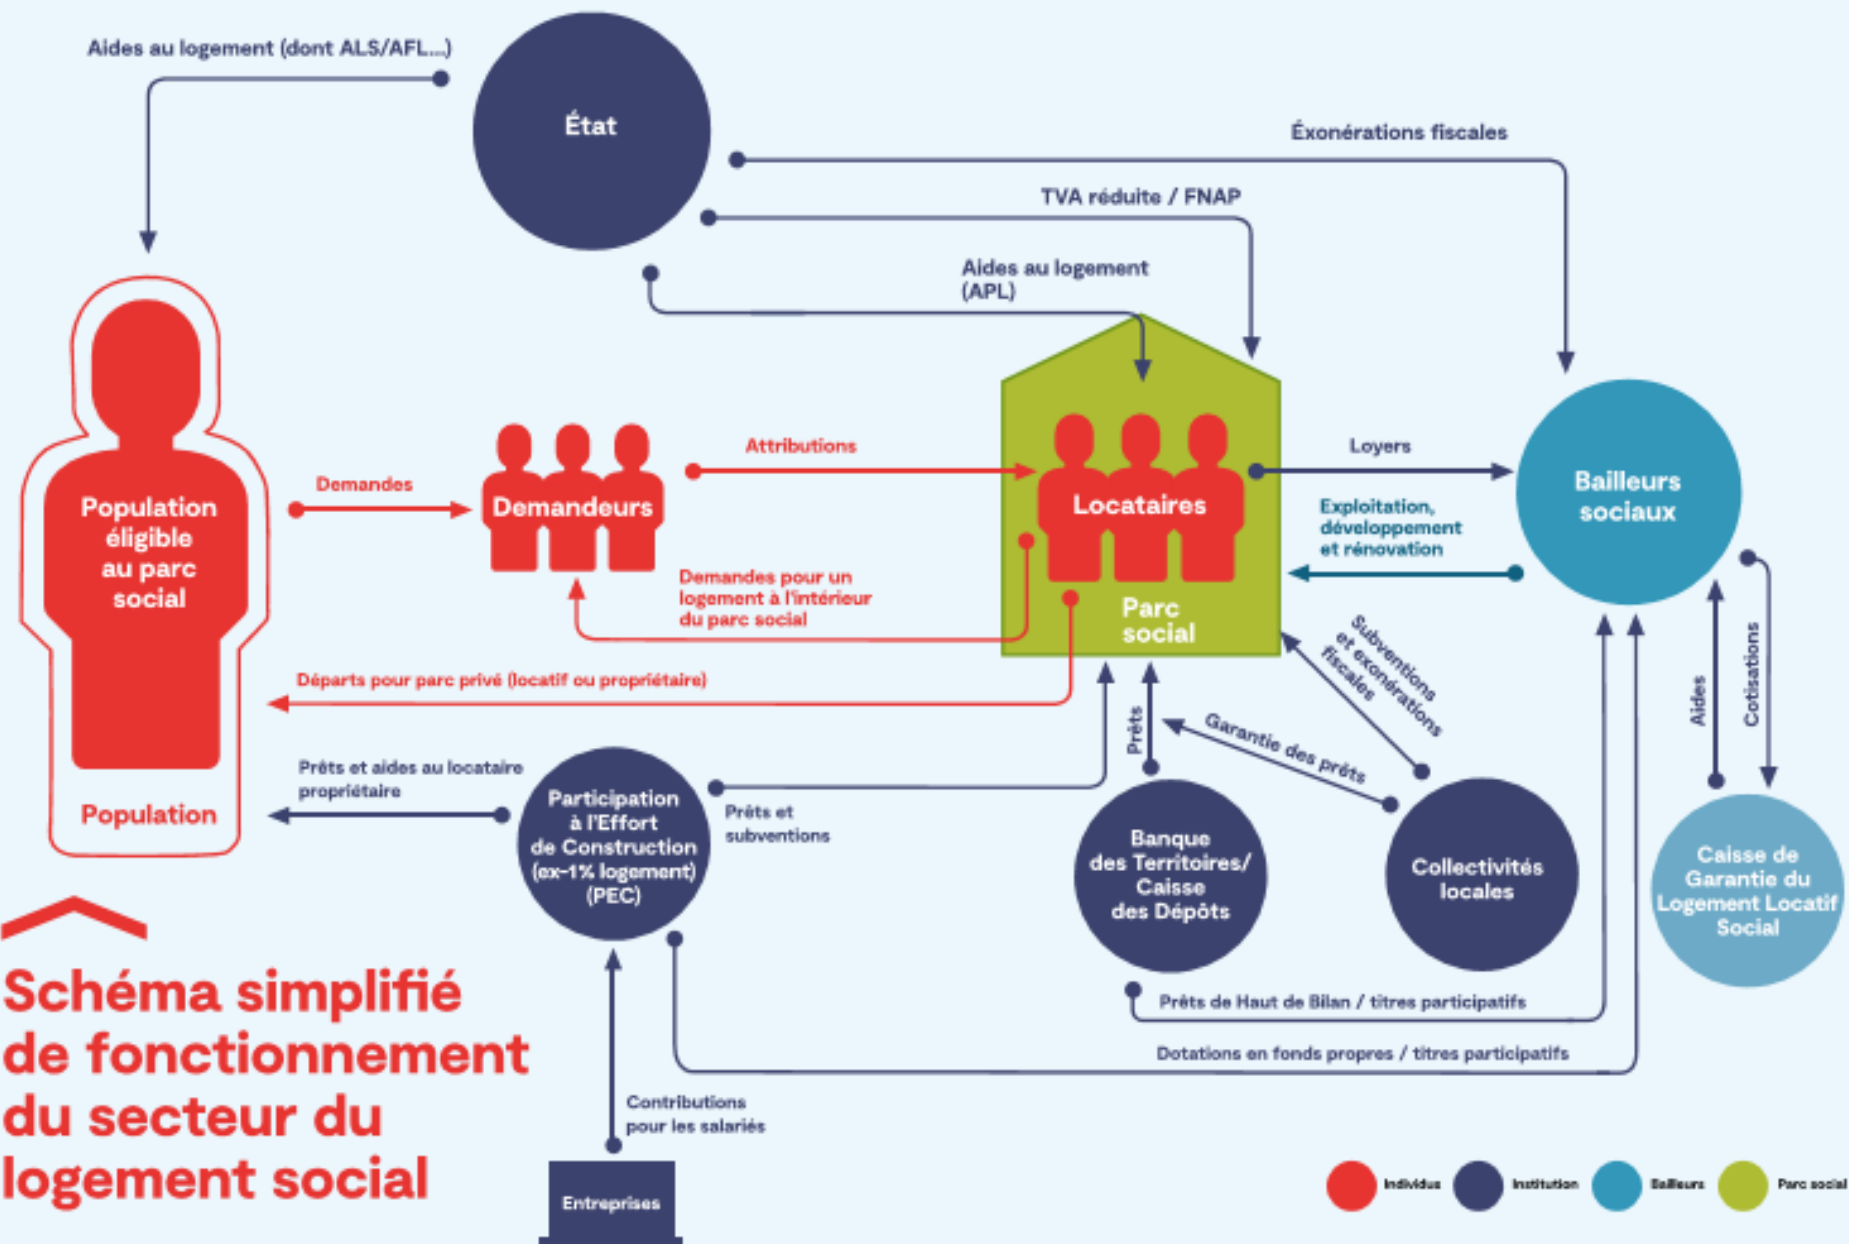 Aides au logement (dont ALS/AFL...)
État
Éxonérations fiscales
TVA réduite / FNAP
Aides au logement
(APL)
Population
éligible
au parc
social
Population
Demandes
Demandeurs
Attributions
Locataires
Parc
social
Loyers
Bailleurs
sociaux
Exploitation,
développement
et rénovation
Demandes pour un
logement à l'intérieur
du parc social
Départs pour parc privé (locatif ou propriétaire)
Subventions
et exonérations
fiscales
Garantie des prêts
Prêts
Aides
Cotisations
Prêts et aides au locataire
propriétaire
Participation
à l'Effort
de Construction
(ex-1% logement)
(PEC)
Prêts et
subventions
Banque
des Territoires/
Caisse
des Dépôts
Collectivités
locales
Caisse de
Garantie du
Logement Locatif
Social
Prêts de Haut de Bilan / titres participatifs
Dotations en fonds propres / titres participatifs
Contributions
pour les salariés
Entreprises
Schéma simplifié
de fonctionnement
du secteur du
logement social
Individus
Institution
Bailleurs
Parc social